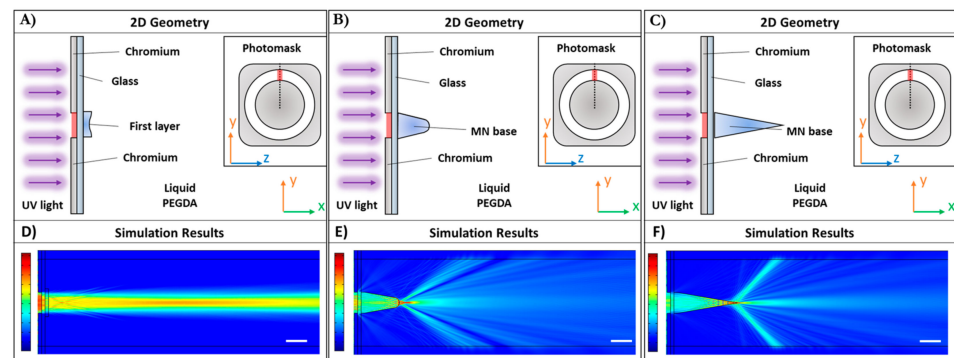 A)
2D Geometry
Chromium
Photomask
Glass
First layer
y
z
Chromium
Liquid
PEGDA
UV light
y
x
B)
2D Geometry
Chromium
Photomask
Glass
MN base
y
z
Chromium
Liquid
PEGDA
UV light
y
x
C)
2D Geometry
Chromium
Photomask
Glass
MN base
y
z
Chromium
Liquid
PEGDA
UV light
y
x
D)
Simulation Results
E)
Simulation Results
F)
Simulation Results